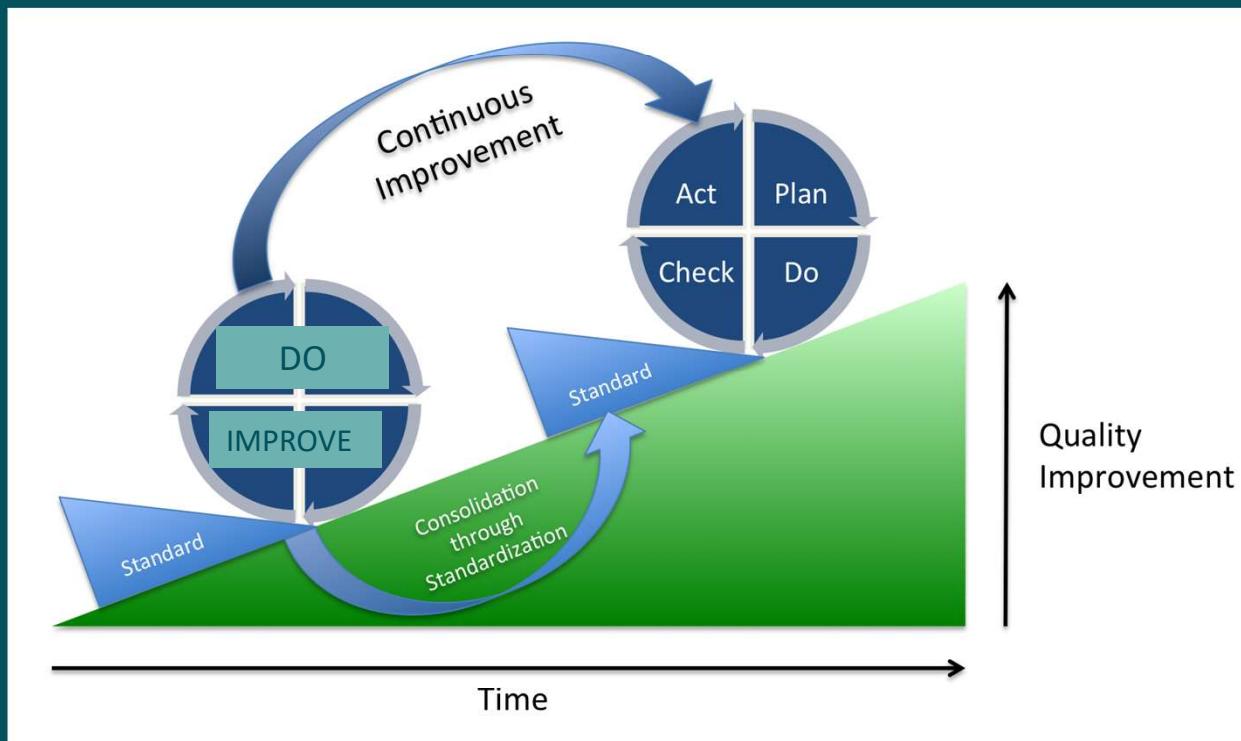 Continuous
Improvement
Act
Plan
Check
Do
DO
IMPROVE
Standard
Standard
Consolidation
through
Standardization
Quality
Improvement
Time